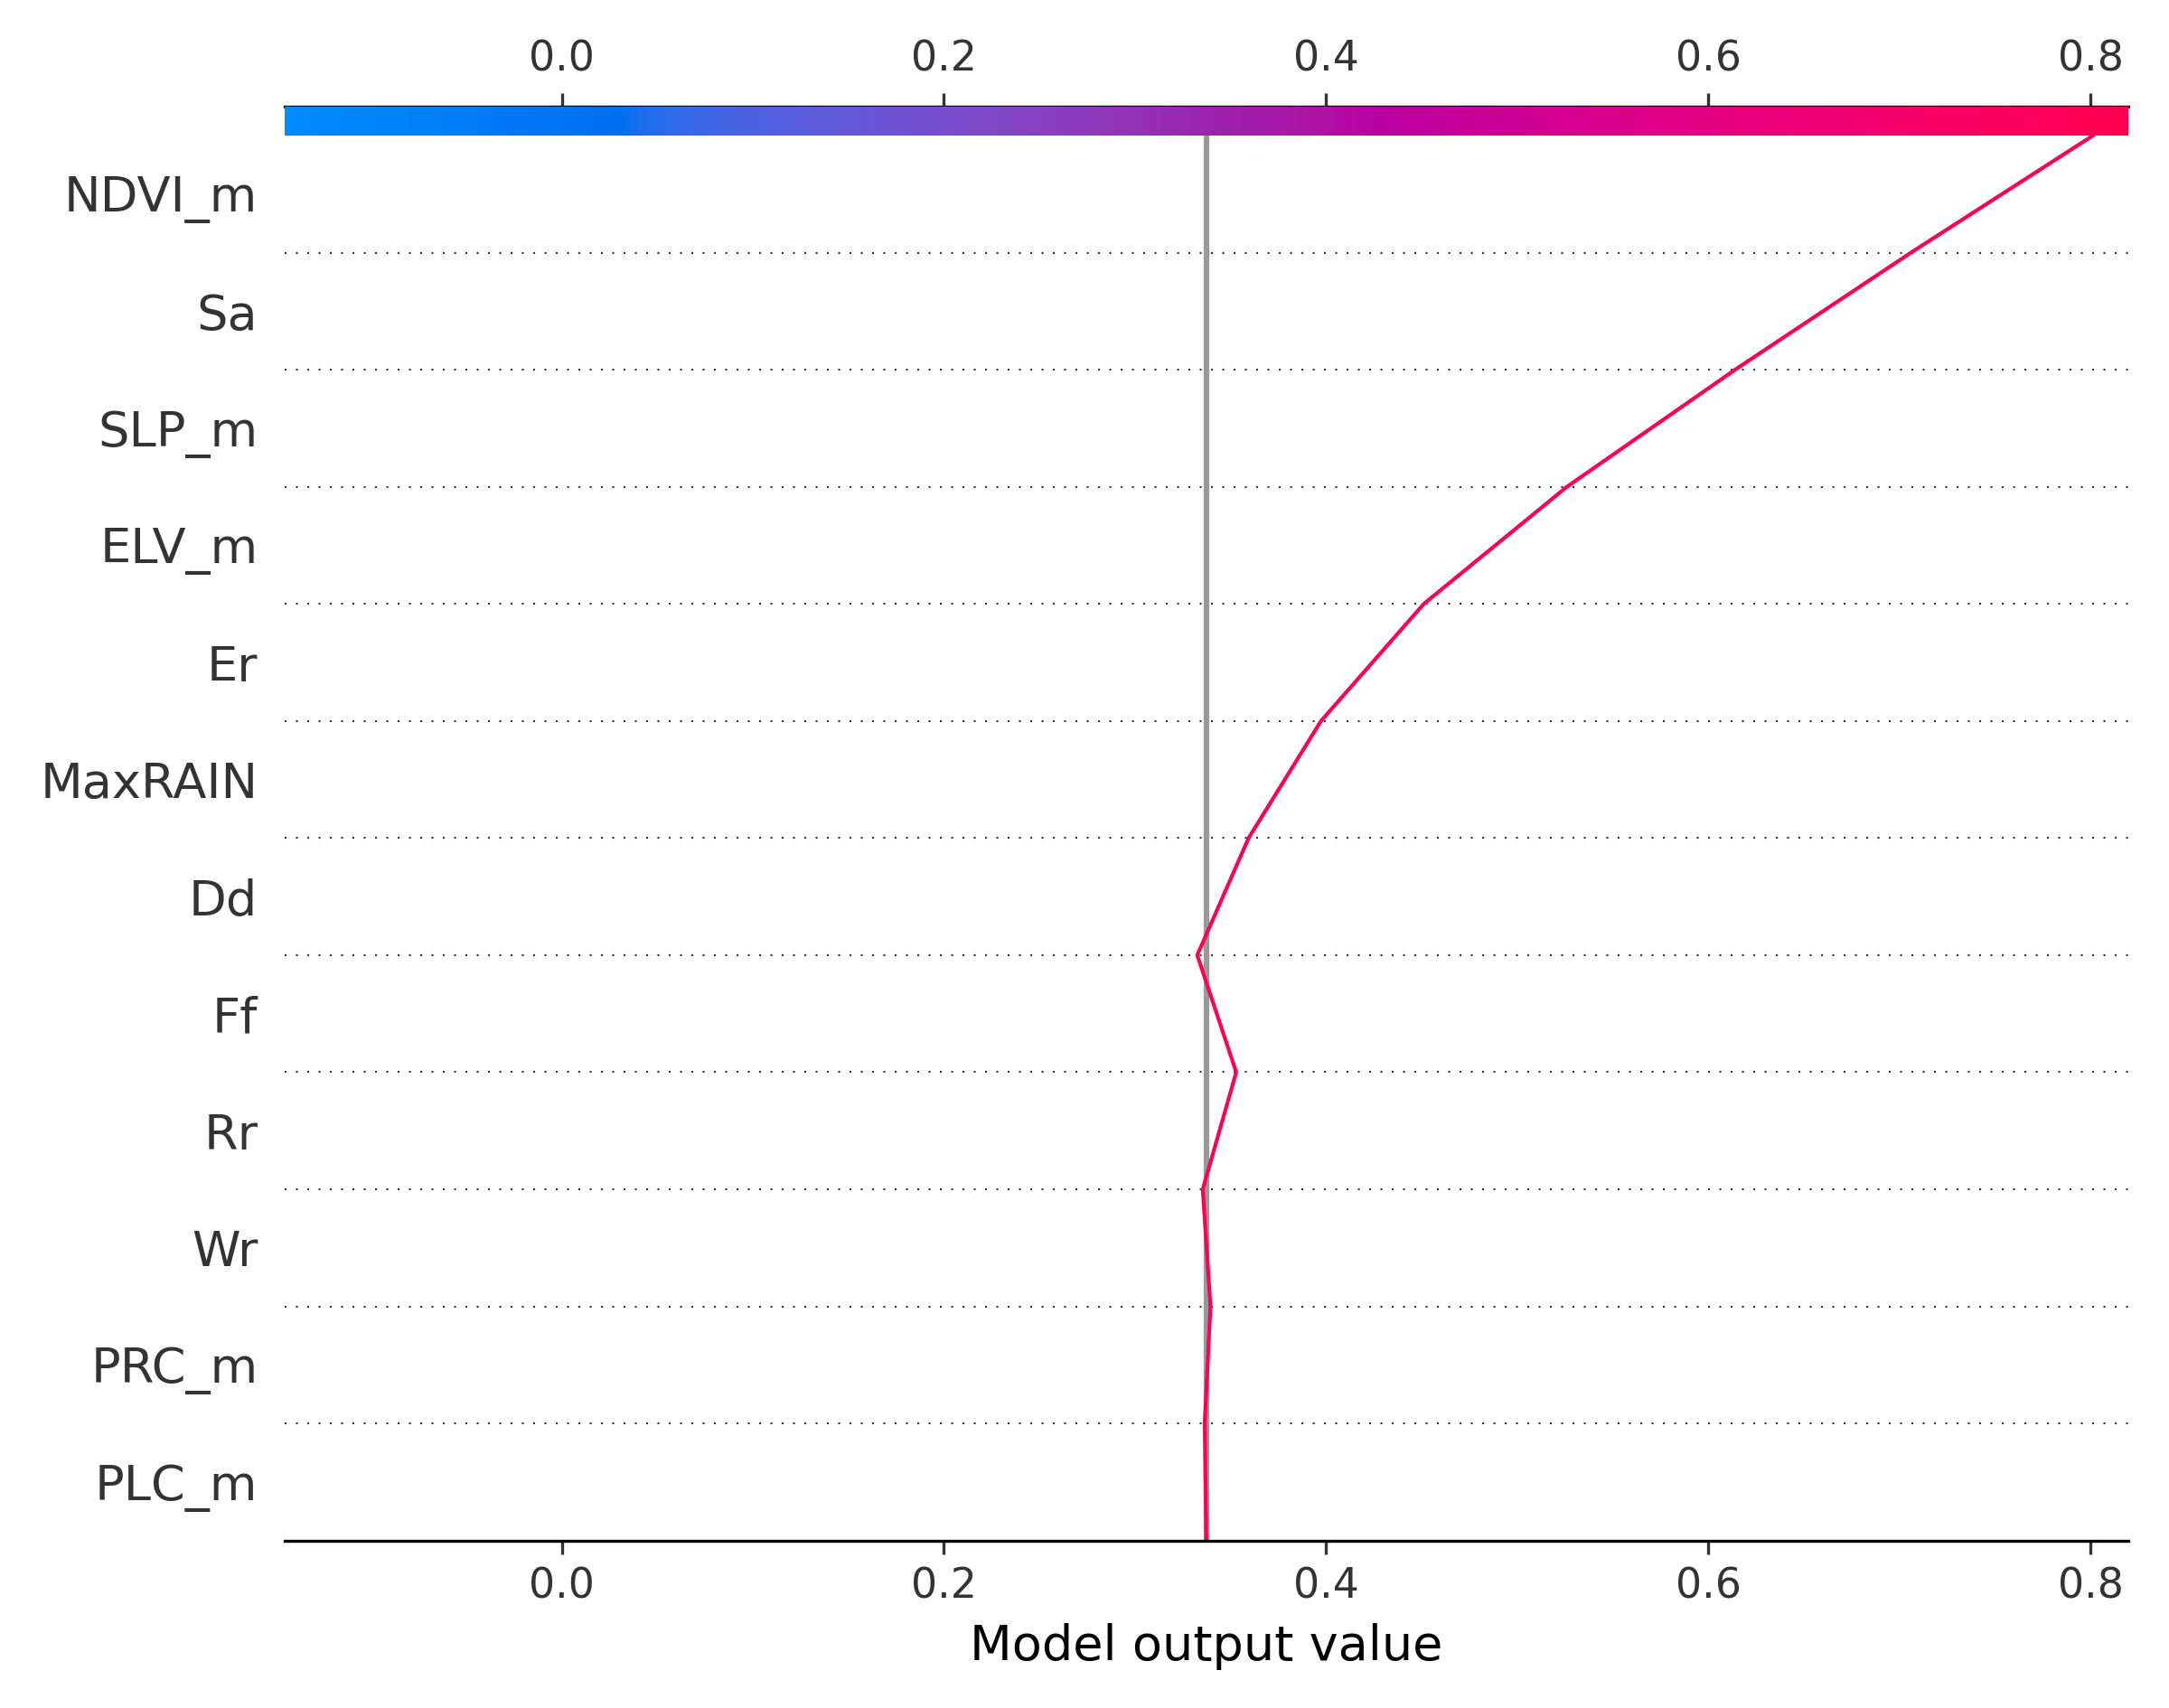 0.0 0.2 0.4 0.6 0.8
NDVI_m
Sa
SLP_m
ELV_m
Er
MaxRAIN
Dd
Ff
Rr
Wr
PRC_m
PLC_m
0.0 0.2 0.4 0.6 0.8
Model output value